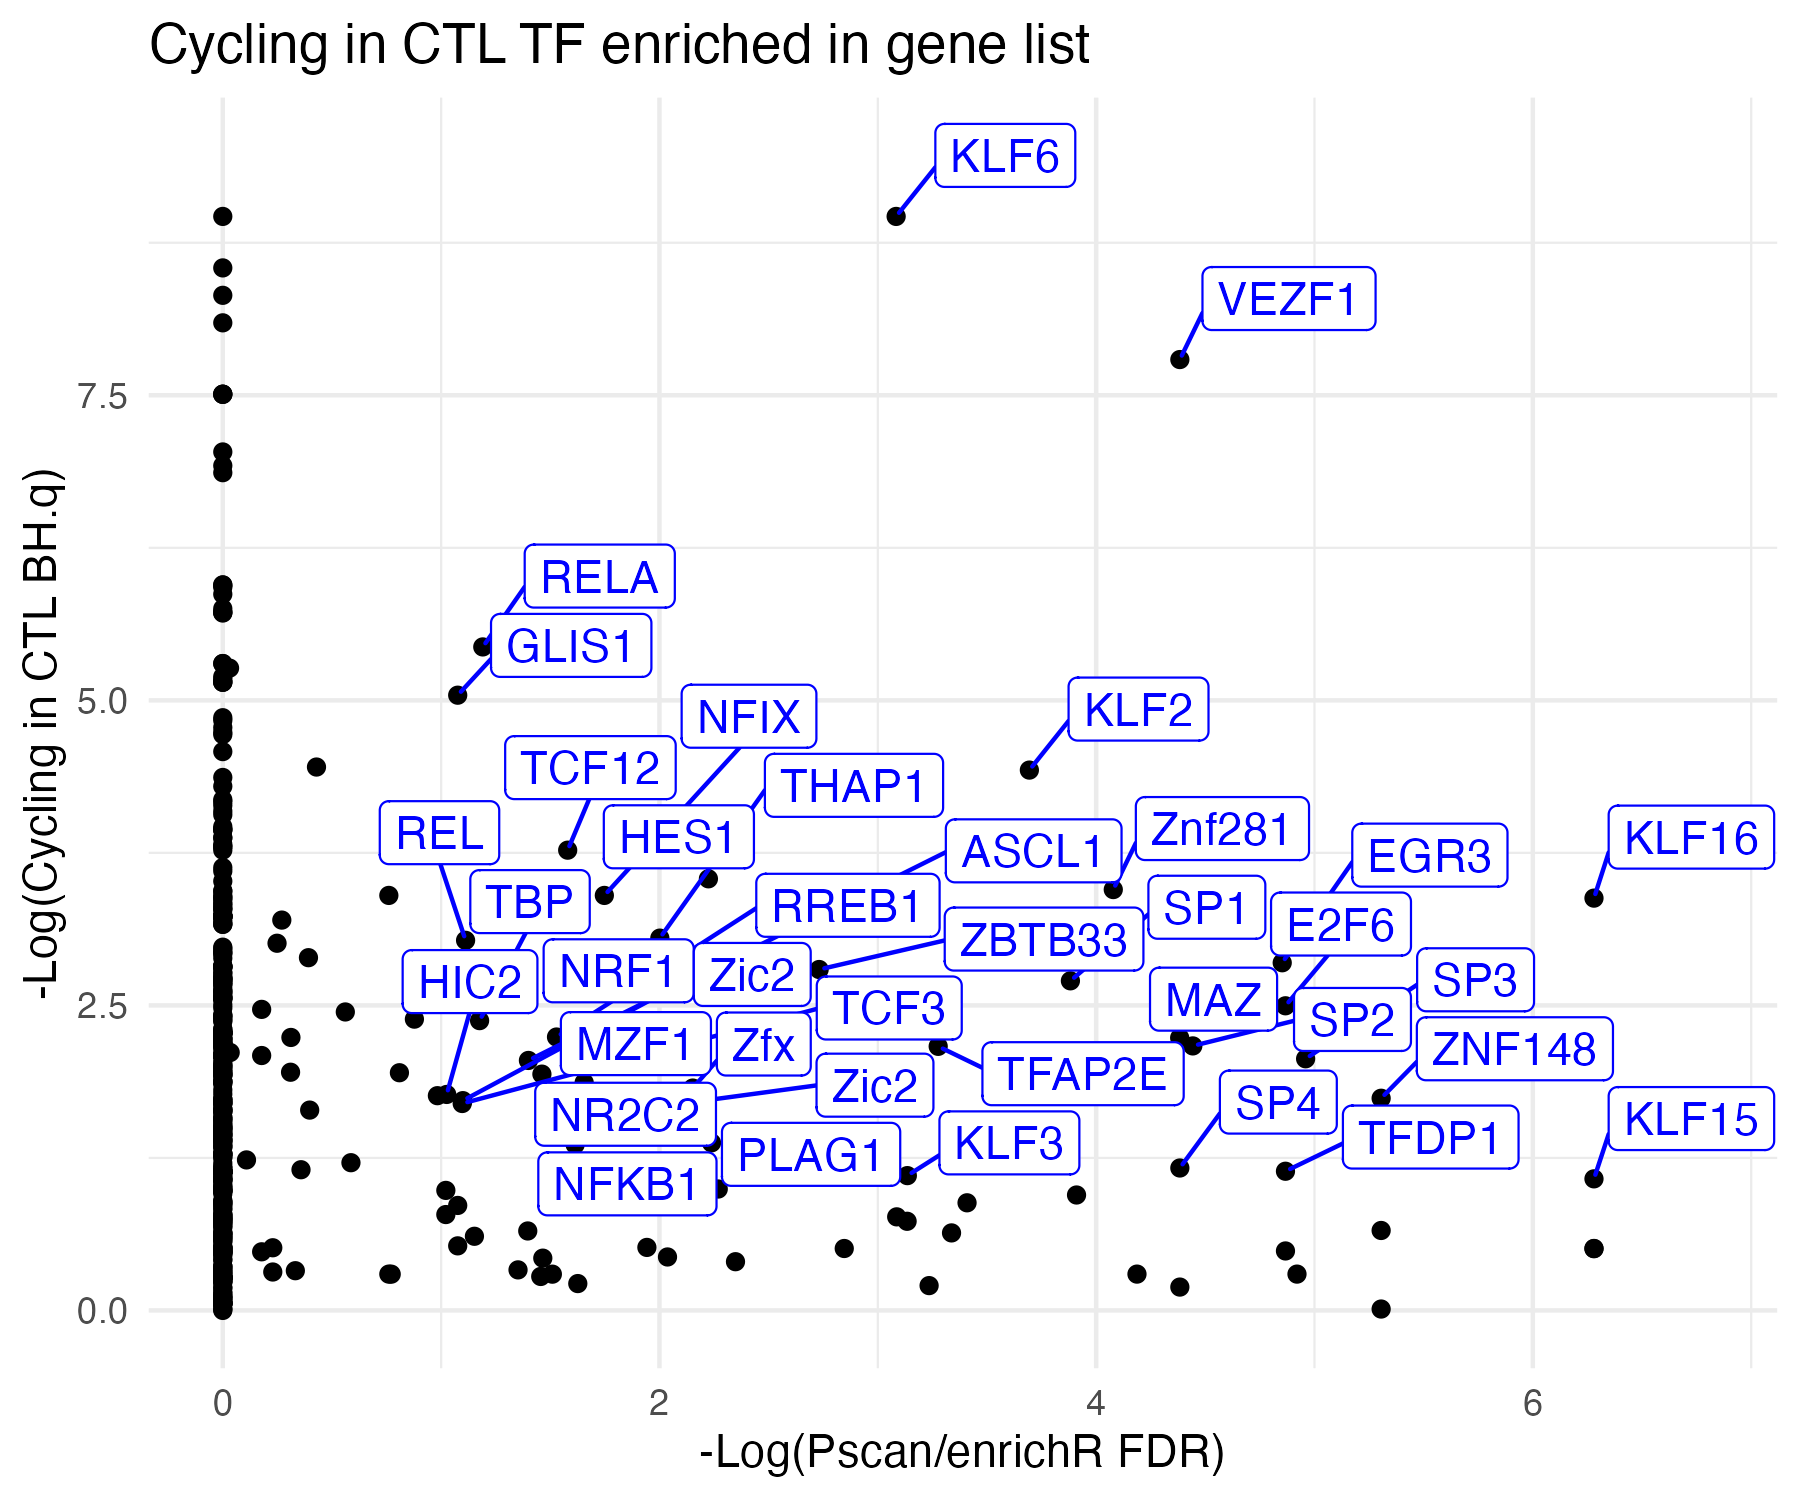 Cycling in CTL TF enriched in gene list
KLF6
VEZF1
7.5
RELA
GLIS1
5.0
KLF2
NFIX
TCF12
THAP1
REL
HES1
ASCL1
Znf281
EGR3
KLF16
TBP
RREB1
SP1
E2F6
ZBTB33
HIC2
NRF1
Zic2
SP3
2.5
TCF3
MAZ
SP2
MZF1
Zfx
ZNF148
TFAP2E
Zic2
NR2C2
SP4
KLF15
PLAG1
KLF3
TFDP1
NFKB1
0.0
0
2
4
6
-Log(Pscan/enrichR FDR)
-Log(Cycling in CTL BH.q)